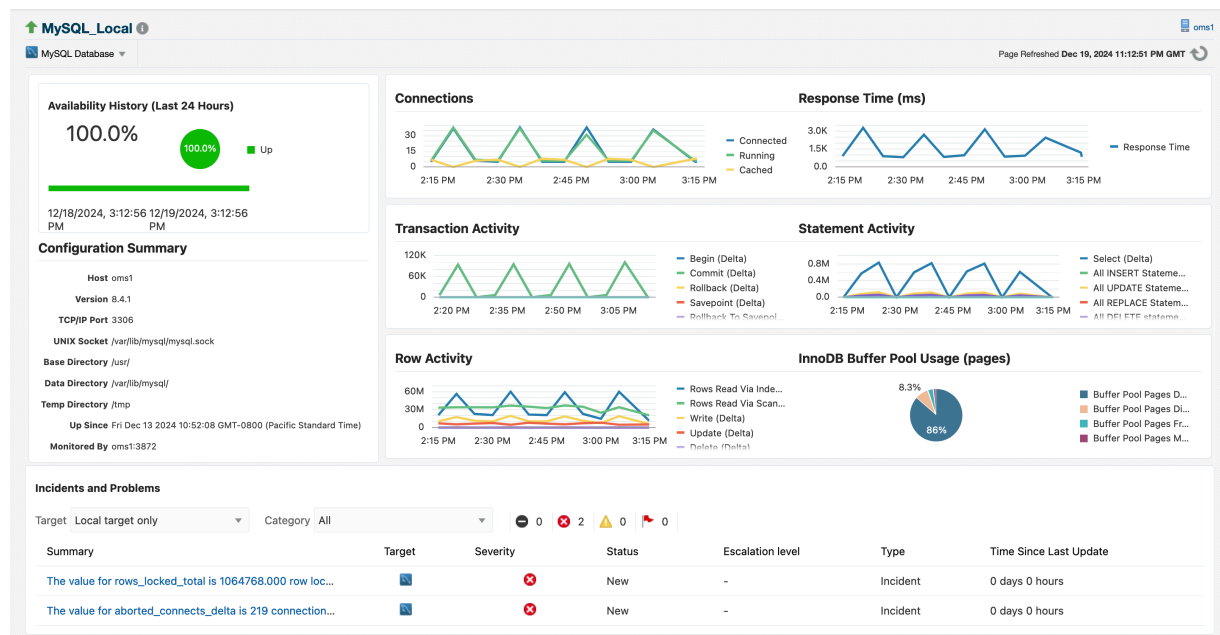 MySQL_Local
oms1
MySQL Database
Page Refreshed Dec 19, 2024 11:12:51 PM GMT
Availability History (Last 24 Hours)
100.0%
100.0%
Up
12/18/2024, 3:12:56 PM
12/19/2024, 3:12:56 PM
Configuration Summary
Host oms1
Version 8.4.1
TCP/IP Port 3306
UNIX Socket /var/lib/mysql/mysql.sock
Base Directory /usr/
Data Directory /var/lib/mysql/
Temp Directory /tmp
Up Since Fri Dec 13 2024 10:52:08 GMT-0800 (Pacific Standard Time)
Monitored By oms1:3872
Connections
30
15
0
2:15 PM 2:30 PM 2:45 PM 3:00 PM 3:15 PM
Connected
Running
Cached
Response Time (ms)
3.0K
1.5K
0.0
2:15 PM 2:30 PM 2:45 PM 3:00 PM 3:15 PM
Response Time
Transaction Activity
120K
60K
0
2:20 PM 2:35 PM 2:50 PM 3:05 PM
Begin (Delta)
Commit (Delta)
Rollback (Delta)
Savepoint (Delta)
Rollback To Savepoi...
Statement Activity
0.8M
0.4M
0.0
2:15 PM 2:30 PM 2:45 PM 3:00 PM 3:15 PM
Select (Delta)
All INSERT Stateme...
All UPDATE Stateme...
All REPLACE Statem...
All DELETE stateme...
Row Activity
60M
30M
0
2:15 PM 2:30 PM 2:45 PM 3:00 PM 3:15 PM
Rows Read Via Inde...
Rows Read Via Scan...
Write (Delta)
Update (Delta)
Delete (Delta)
InnoDB Buffer Pool Usage (pages)
8.3%
86%
Buffer Pool Pages D...
Buffer Pool Pages Di...
Buffer Pool Pages Fr...
Buffer Pool Pages M...
Incidents and Problems
Target Local target only Category All 0 2 0 0
Summary Target Severity Status Escalation level Type Time Since Last Update
The value for rows_locked_total is 1064768.000 row loc... New - Incident 0 days 0 hours
The value for aborted_connects_delta is 219 connection... New - Incident 0 days 0 hours